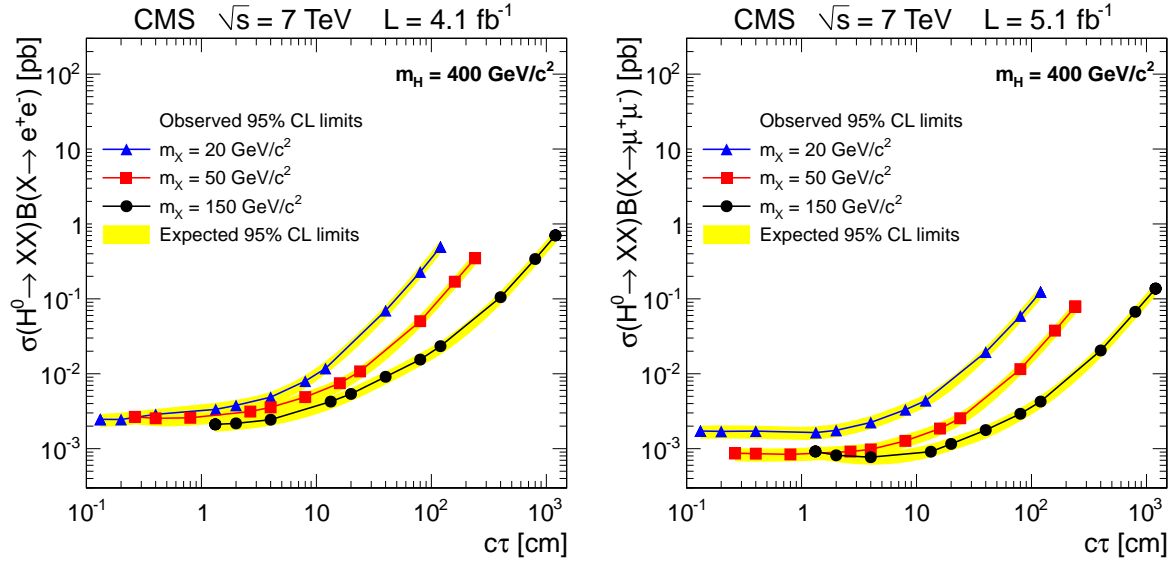 CMS √s = 7 TeV L = 4.1 fb⁻¹
σ(H⁰→ XX)B(X→ e⁺e⁻) [pb]
m_H = 400 GeV/c²
Observed 95% CL limits
m_X = 20 GeV/c²
m_X = 50 GeV/c²
m_X = 150 GeV/c²
Expected 95% CL limits
10²
10
1
10⁻¹
10⁻²
10⁻³
10⁻¹ 1 10 10² 10³
cτ [cm]
CMS √s = 7 TeV L = 5.1 fb⁻¹
σ(H⁰→ XX)B(X→μ⁺μ⁻) [pb]
m_H = 400 GeV/c²
Observed 95% CL limits
m_X = 20 GeV/c²
m_X = 50 GeV/c²
m_X = 150 GeV/c²
Expected 95% CL limits
10²
10
1
10⁻¹
10⁻²
10⁻³
10⁻¹ 1 10 10² 10³
cτ [cm]